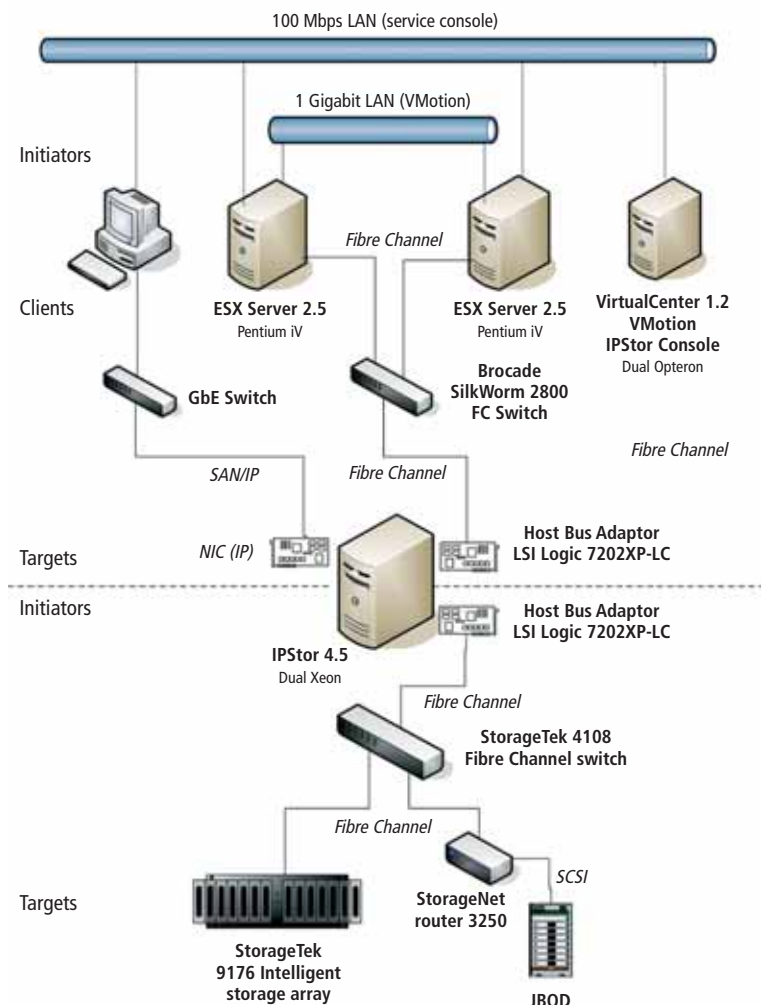 100 Mbps LAN (service console)
1 Gigabit LAN (VMotion)
Initiators
Fibre Channel
Clients
ESX Server 2.5
Pentium iV
ESX Server 2.5
Pentium iV
VirtualCenter 1.2
VMotion
IPStor Console
Dual Opteron
GbE Switch
Brocade
SilkWorm 2800
FC Switch
SAN/IP
Fibre Channel
Fibre Channel
Targets
NIC (IP)
Host Bus Adaptor
LSI Logic 7202XP-LC
Initiators
Host Bus Adaptor
LSI Logic 7202XP-LC
IPStor 4.5
Dual Xeon
Fibre Channel
StorageTek 4108
Fibre Channel switch
Fibre Channel
SCSI
Targets
StorageNet
router 3250
StorageTek
9176 Intelligent
storage array
JBOD